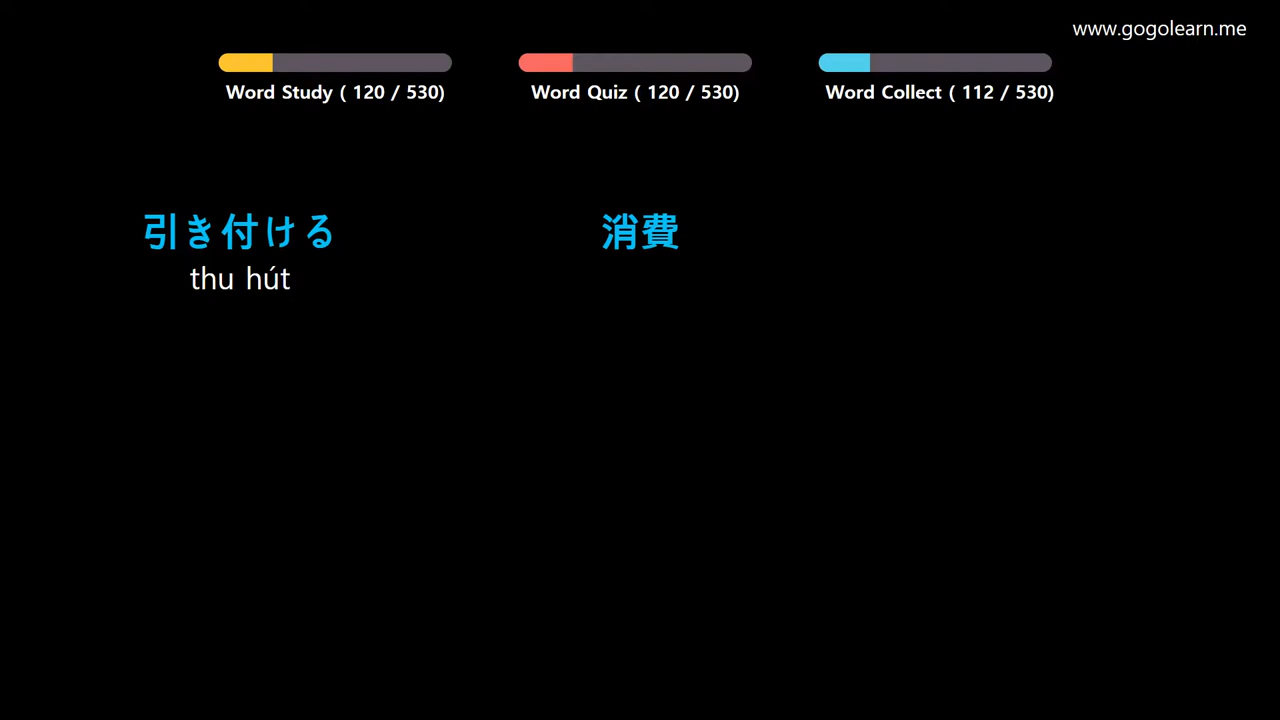 www.gogolearn.me
Word Study ( 120 / 530)
Word Quiz ( 120 / 530)
Word Collect ( 112 / 530)
引き付ける
thu hút
消費